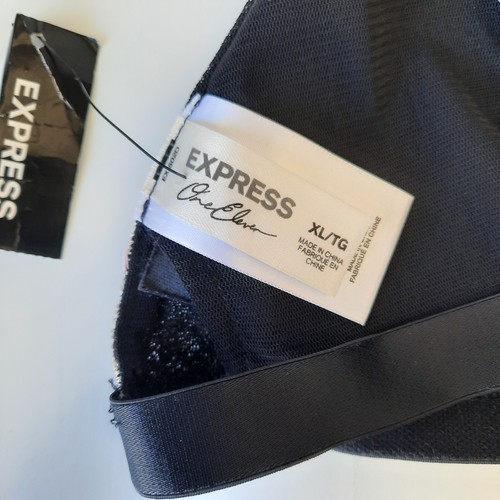 EXPRESS
EXPRESS
One Eleven
XL/TG
MADE IN CHINA
FABRIQUÉ EN
CHINE
MADE IN CHINA
FABRIQUÉ EN CHINE